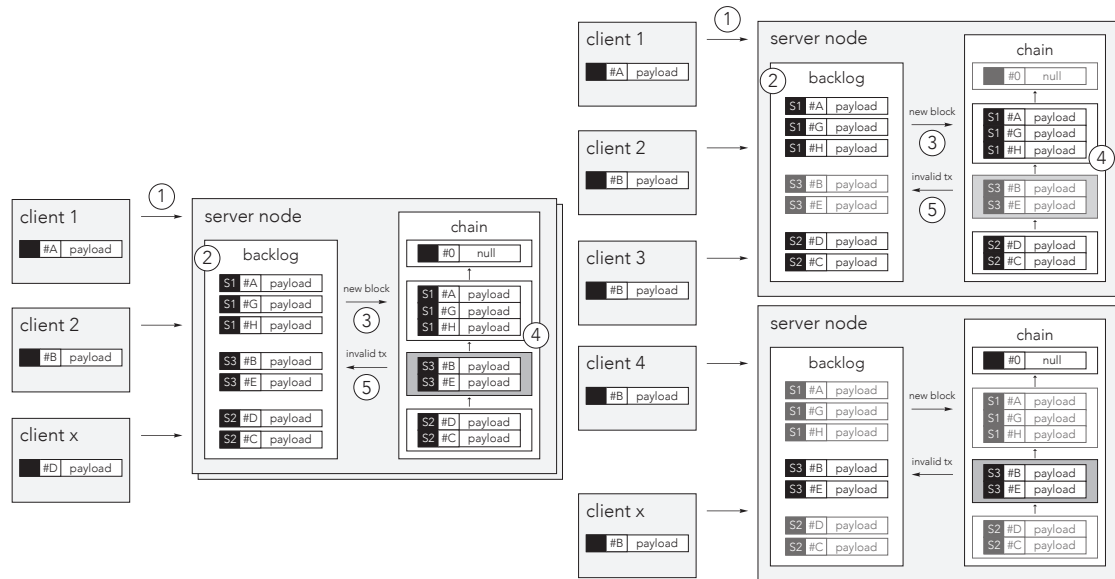 client 1
#A payload
client 2
#B payload
client x
#D payload
1
server node
2
backlog
S1 #A payload
S1 #G payload
S1 #H payload
S3 #B payload
S3 #E payload
S2 #D payload
S2 #C payload
new block
3
invalid tx
5
chain
#0 null
S1 #A payload
S1 #G payload
S1 #H payload
4
S3 #B payload
S3 #E payload
S2 #D payload
S2 #C payload
client 1
#A payload
client 2
#B payload
client 3
#B payload
client 4
#B payload
client x
#B payload
1
server node
2
backlog
S1 #A payload
S1 #G payload
S1 #H payload
S3 #B payload
S3 #E payload
S2 #D payload
S2 #C payload
new block
3
invalid tx
5
chain
#0 null
S1 #A payload
S1 #G payload
S1 #H payload
4
S3 #B payload
S3 #E payload
S2 #D payload
S2 #C payload
server node
backlog
S1 #A payload
S1 #G payload
S1 #H payload
S3 #B payload
S3 #E payload
S2 #D payload
S2 #C payload
new block
invalid tx
chain
#0 null
S1 #A payload
S1 #G payload
S1 #H payload
S3 #B payload
S3 #E payload
S2 #D payload
S2 #C payload